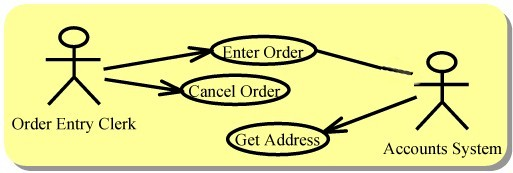 Enter Order
Cancel Order
Order Entry Clerk
Get Address
Accounts System